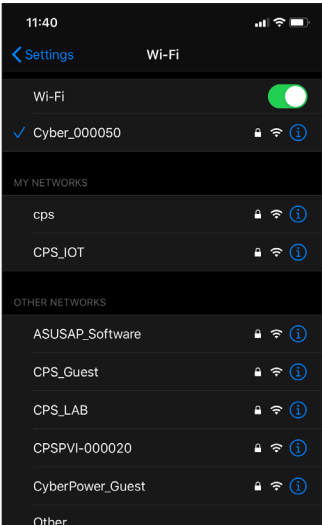 11:40
Settings Wi-Fi
Wi-Fi
Cyber_000050
MY NETWORKS
cps
CPS_IOT
OTHER NETWORKS
ASUSAP_Software
CPS_Guest
CPS_LAB
CPSPVI-000020
CyberPower_Guest
Other